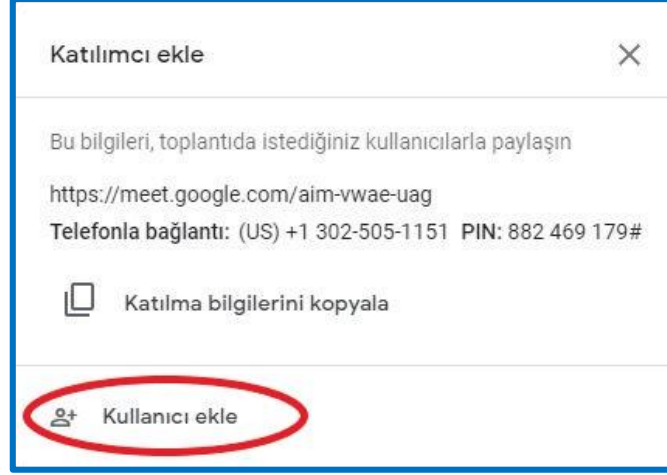 Katılımcı ekle
Bu bilgileri, toplantıda istediğiniz kullanıcılarla paylaşın
https://meet.google.com/aim-vwae-uag
Telefonla bağlantı: (US) +1 302-505-1151 PIN: 882 469 179#
Katılma bilgilerini kopyala
Kullanıcı ekle